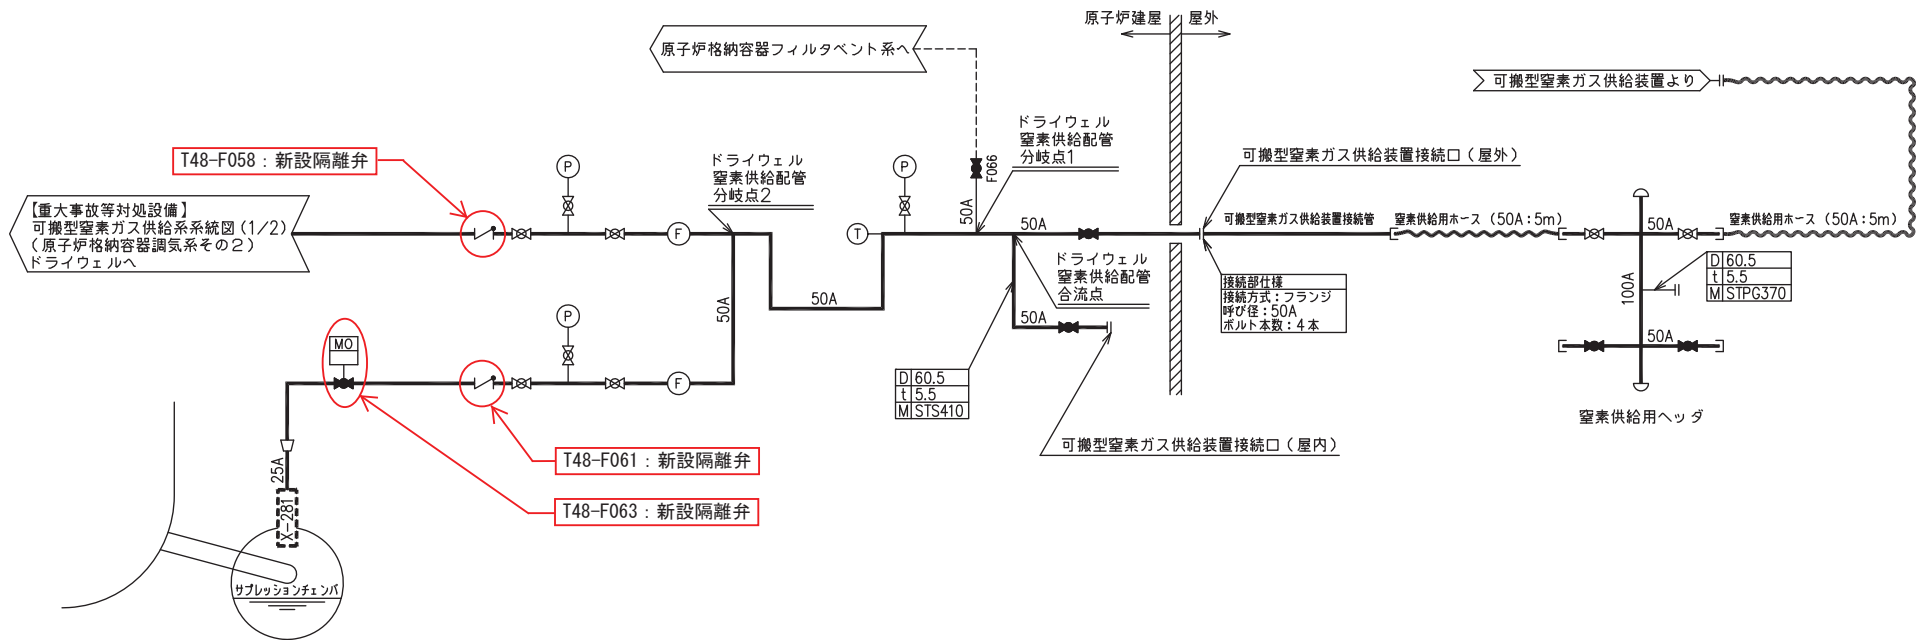 原子炉建屋
屋外
原子炉格納容器フィルタベント系へ
可搬型窒素ガス供給装置より
T48-F058：新設隔離弁
P
ドライウェル
窒素供給配管
分岐点2
P
F066
50A
ドライウェル
窒素供給配管
分岐点1
可搬型窒素ガス供給装置接続口（屋外）
【重大事故等対処設備】
可搬型窒素ガス供給系系統図(1/2)
（原子炉格納容器調気系その2）
ドライウェルへ
F
T
50A
可搬型窒素ガス供給装置接続管
窒素供給用ホース（50A:5m）
50A
窒素供給用ホース（50A:5m）
ドライウェル
窒素供給配管
合流点
50A
50A
接続部仕様
接続方式：フランジ
呼び径：50A
ボルト本数：4本
100A
D 60.5
t 5.5
M STPG370
P
MO
50A
50A
F
D 60.5
t 5.5
M STS410
可搬型窒素ガス供給装置接続口（屋内）
窒素供給用ヘッダ
T48-F061：新設隔離弁
25A
T48-F063：新設隔離弁
X-281
サプレッションチェンバ